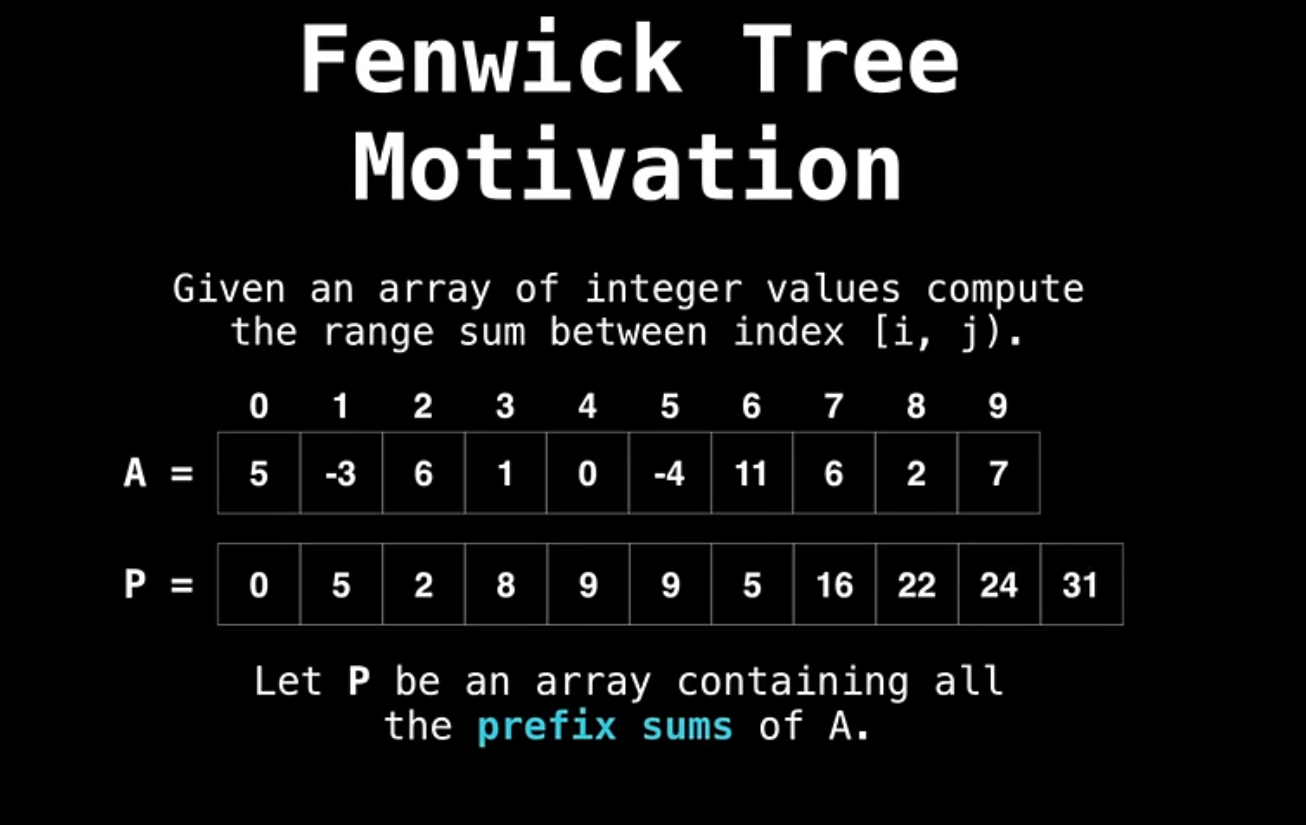 Fenwick Tree
Motivation
Given an array of integer values compute
the range sum between index [i, j).
0 1 2 3 4 5 6 7 8 9
A = 5 -3 6 1 0 -4 11 6 2 7
P = 0 5 2 8 9 9 5 16 22 24 31
Let P be an array containing all
the prefix sums of A.